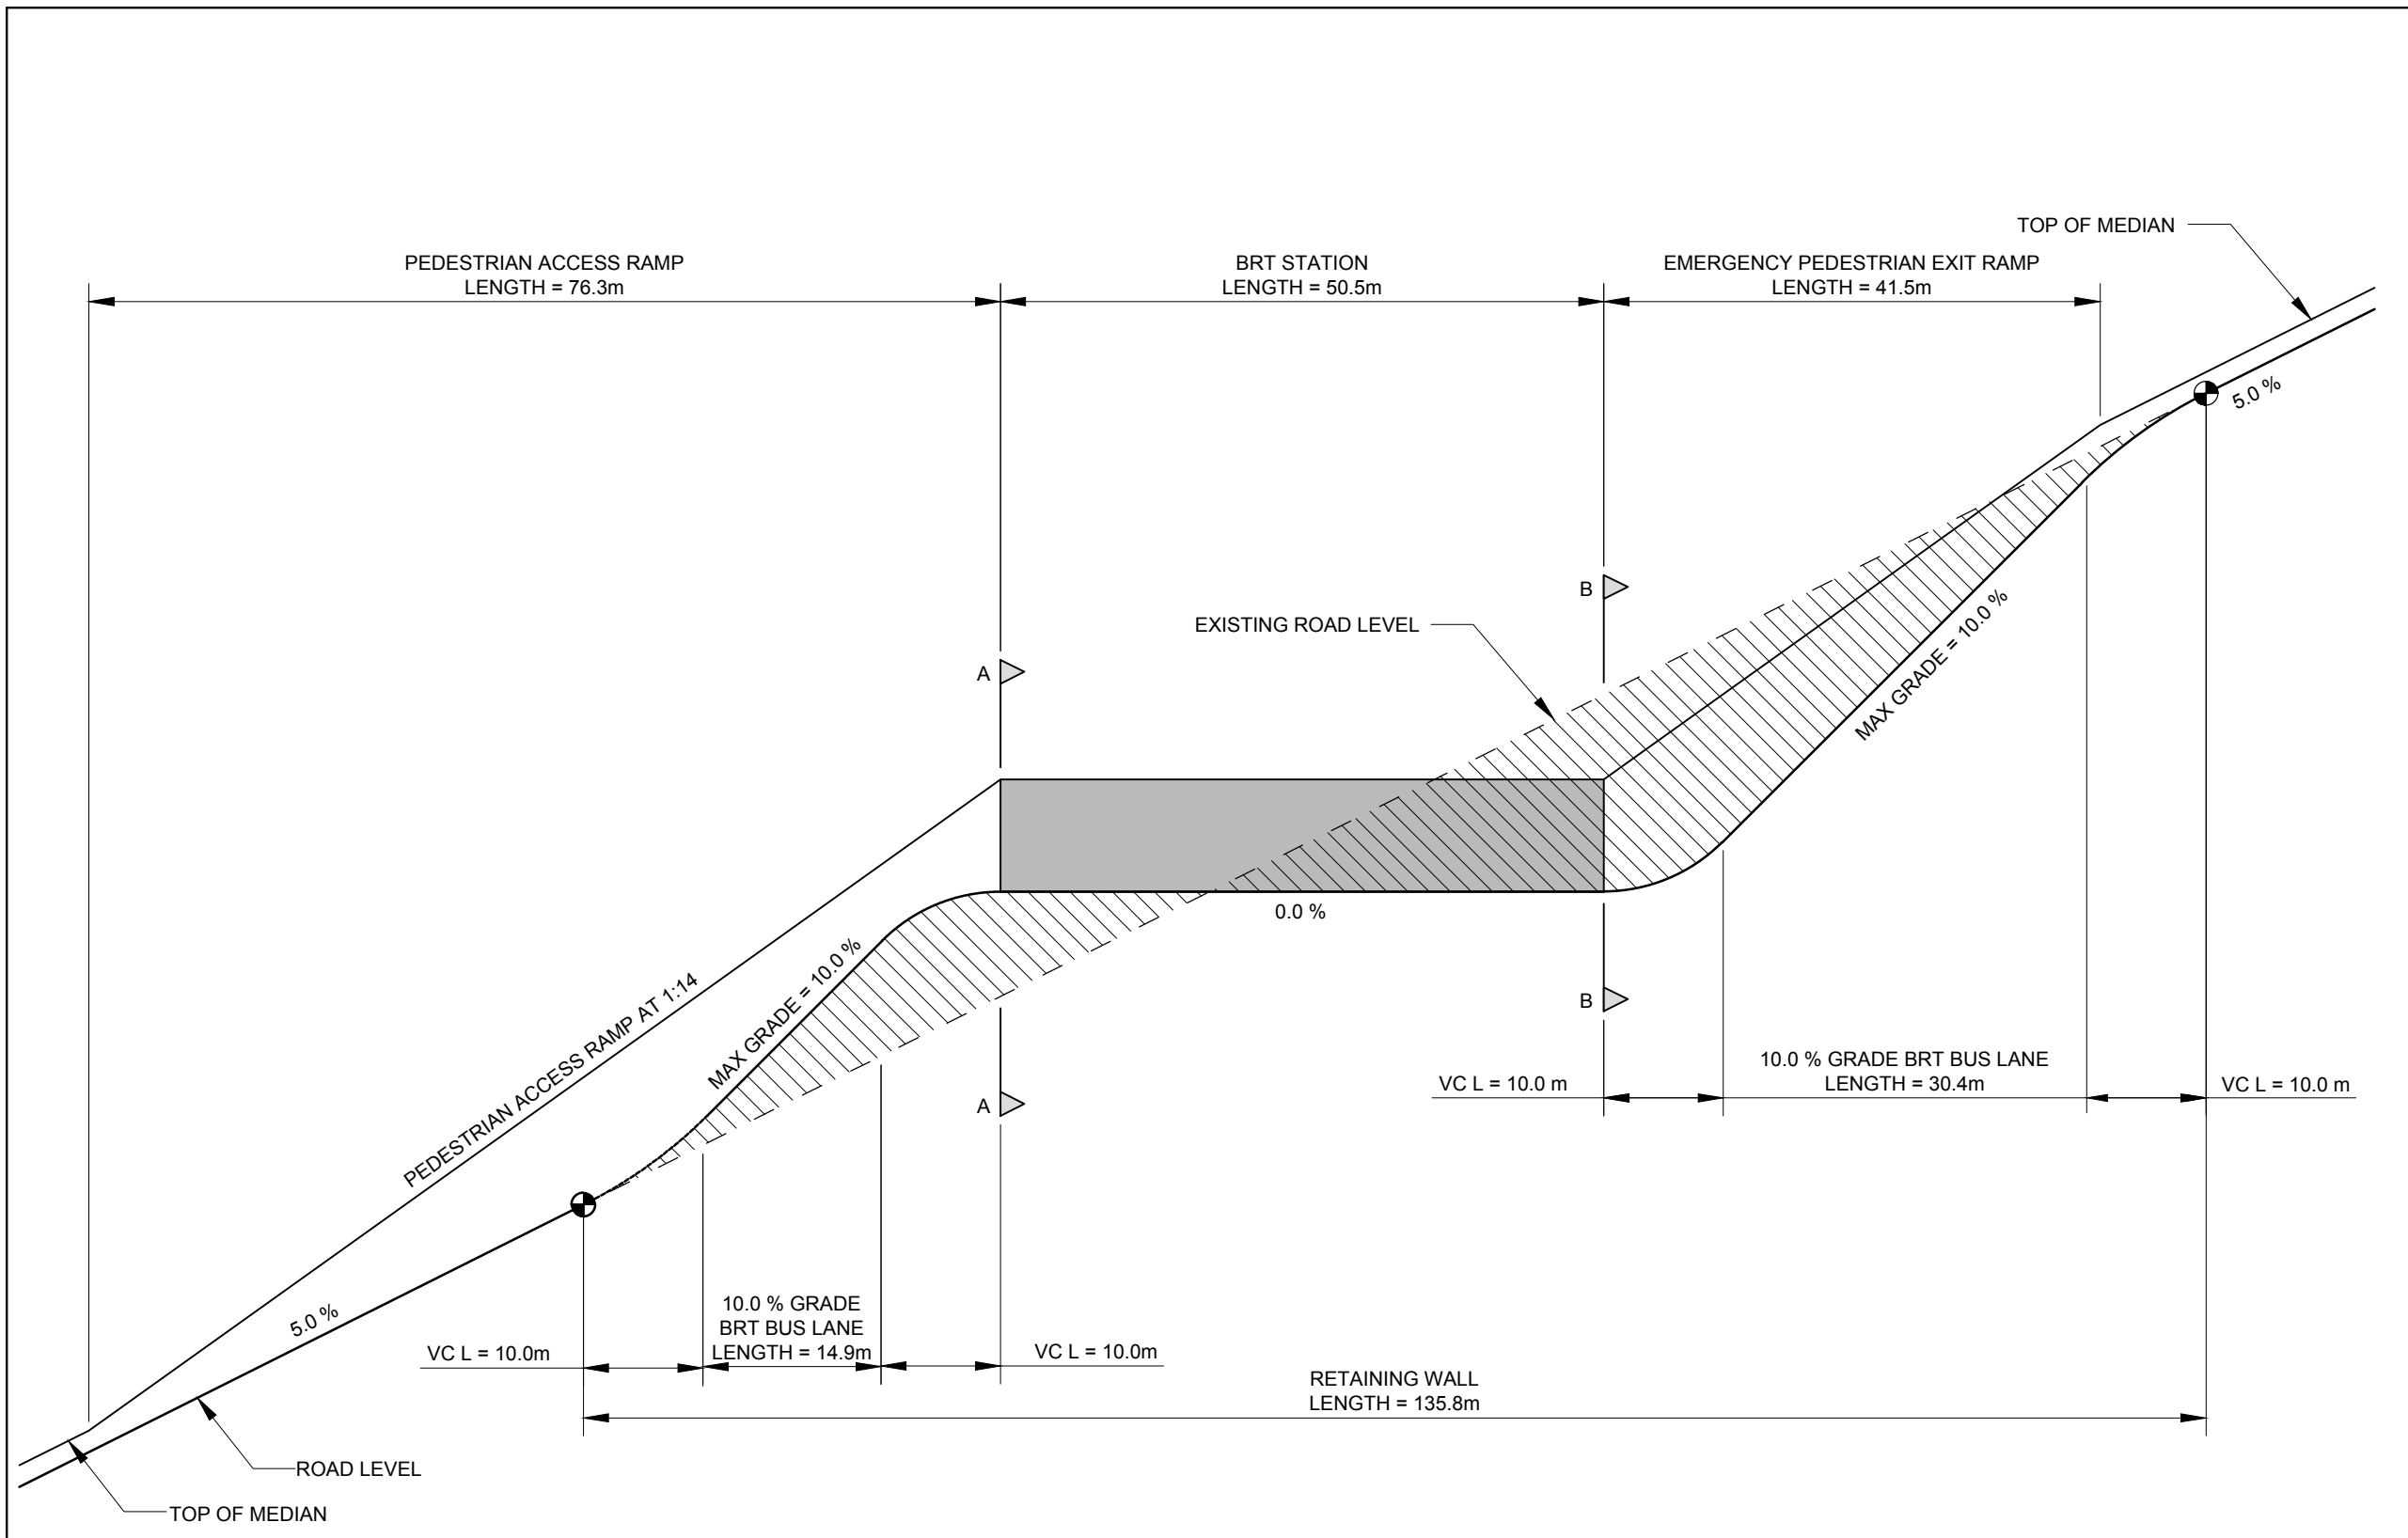 TOP OF MEDIAN
PEDESTRIAN ACCESS RAMP
LENGTH = 76.3m
BRT STATION
LENGTH = 50.5m
EMERGENCY PEDESTRIAN EXIT RAMP
LENGTH = 41.5m
5.0 %
B
EXISTING ROAD LEVEL
A
MAX GRADE = 10.0 %
0.0 %
MAX GRADE = 10.0 %
PEDESTRIAN ACCESS RAMP AT 1:14
B
A
VC L = 10.0 m
10.0 % GRADE BRT BUS LANE
LENGTH = 30.4m
VC L = 10.0 m
5.0 %
VC L = 10.0m
10.0 % GRADE
BRT BUS LANE
LENGTH = 14.9m
VC L = 10.0m
RETAINING WALL
LENGTH = 135.8m
ROAD LEVEL
TOP OF MEDIAN